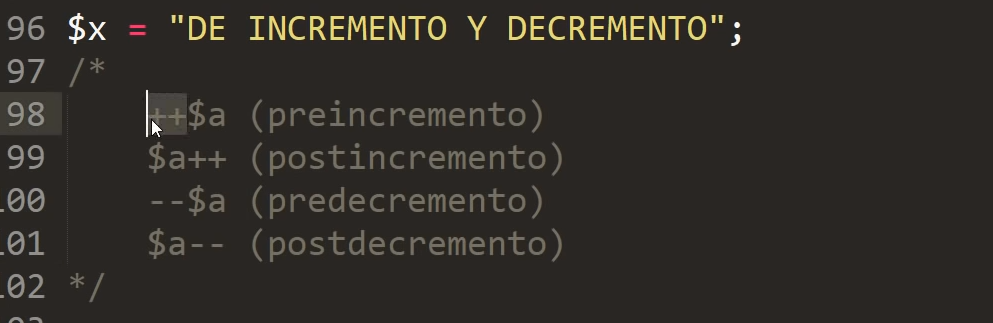 96 $x = "DE INCREMENTO Y DECREMENTO";
97 /*
98 ++$a (preincremento)
99 $a++ (postincremento)
100 --$a (predecremento)
101 $a-- (postdecremento)
102 */